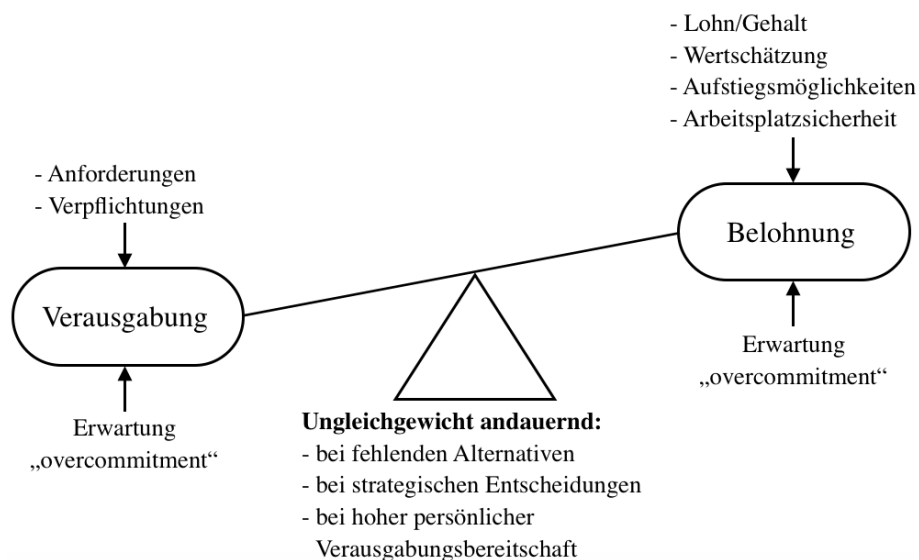 - Lohn/Gehalt
- Wertschätzung
- Aufstiegsmöglichkeiten
- Arbeitsplatzsicherheit
- Anforderungen
- Verpflichtungen
Belohnung
Verausgabung
Erwartung
„overcommitment“
Erwartung
„overcommitment“
Ungleichgewicht andauernd:
- bei fehlenden Alternativen
- bei strategischen Entscheidungen
- bei hoher persönlicher
Verausgabungsbereitschaft